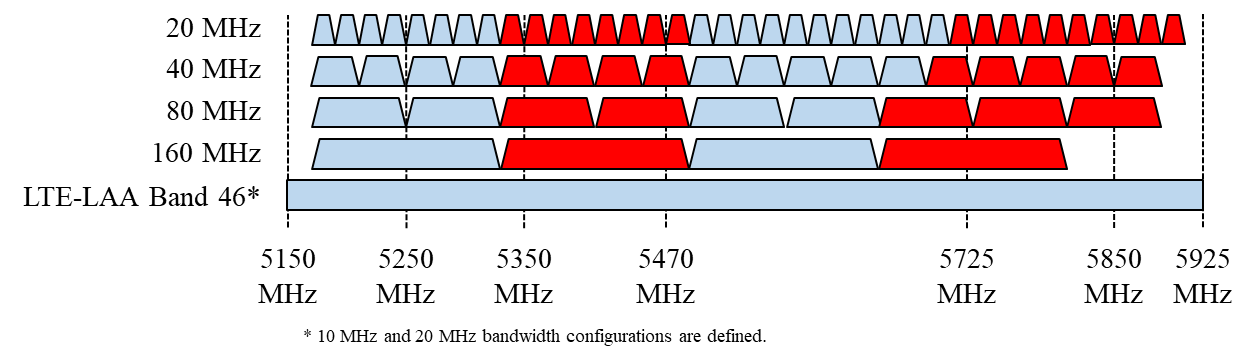 20 MHz
40 MHz
80 MHz
160 MHz
LTE-LAA Band 46*
5150 MHz
5250 MHz
5350 MHz
5470 MHz
5725 MHz
5850 MHz
5925 MHz
* 10 MHz and 20 MHz bandwidth configurations are defined.